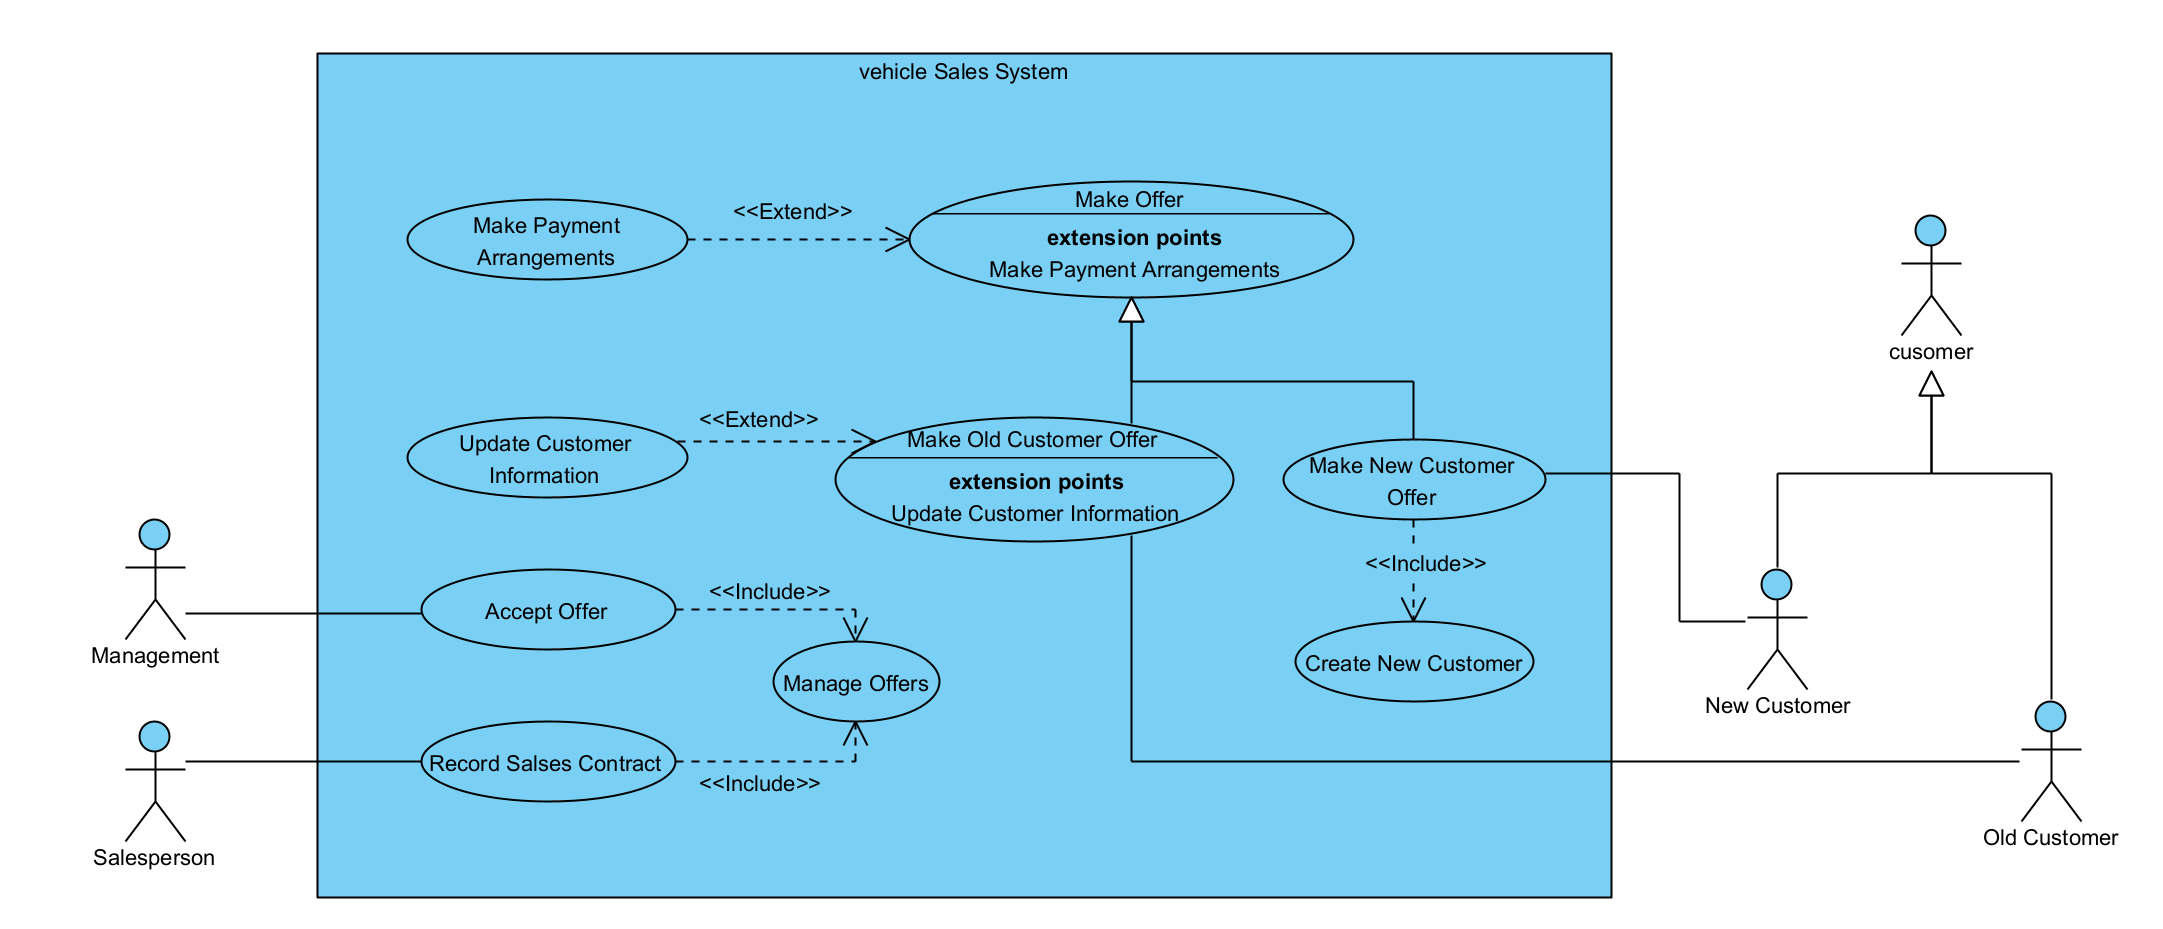 vehicle Sales System
Make Payment
Arrangements
<<Extend>>
Make Offer
extension points
Make Payment Arrangements
cusomer
Update Customer
Information
<<Extend>>
Make Old Customer Offer
extension points
Update Customer Information
Make New Customer
Offer
<<Include>>
Create New Customer
Management
Accept Offer
<<Include>>
Manage Offers
New Customer
Salesperson
Record Salses Contract
<<Include>>
Old Customer